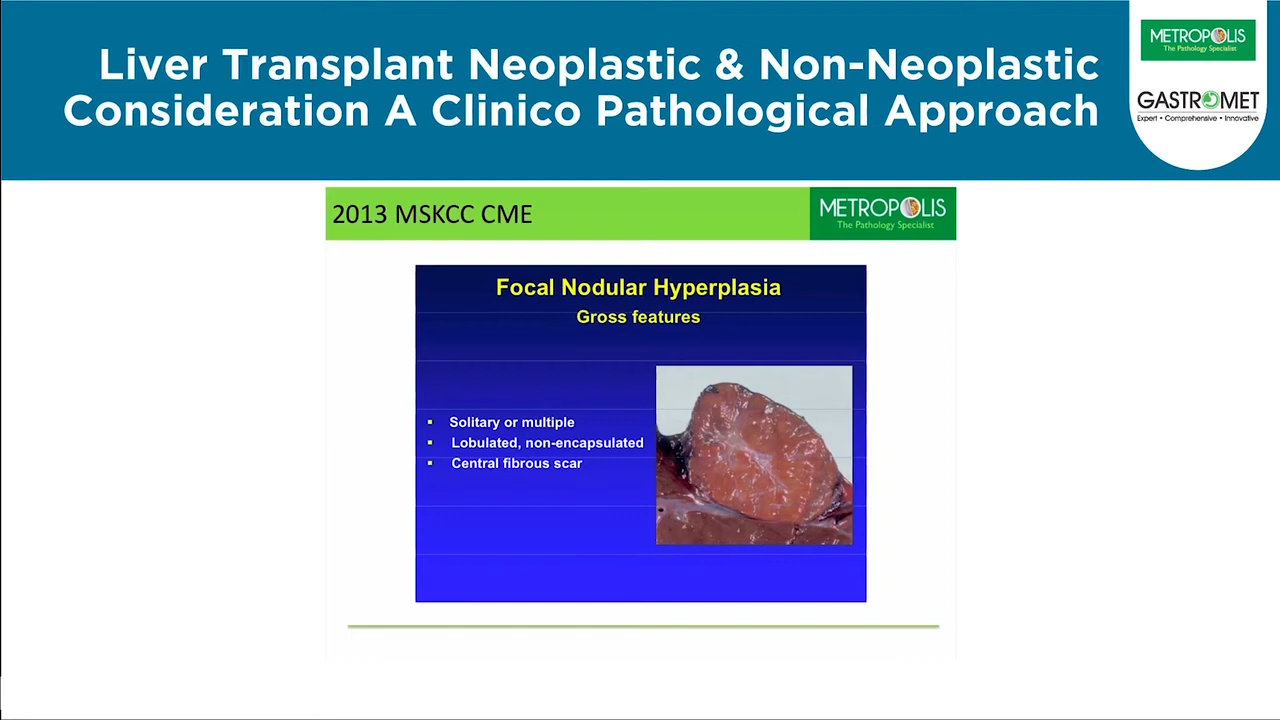 Liver Transplant Neoplastic & Non-Neoplastic
Consideration A Clinico Pathological Approach
METROPOLIS
The Pathology Specialist
GASTROMET
Expert • Comprehensive • Innovative
2013 MSKCC CME
METROPOLIS
The Pathology Specialist
Focal Nodular Hyperplasia
Gross features
▪ Solitary or multiple
▪ Lobulated, non-encapsulated
▪ Central fibrous scar